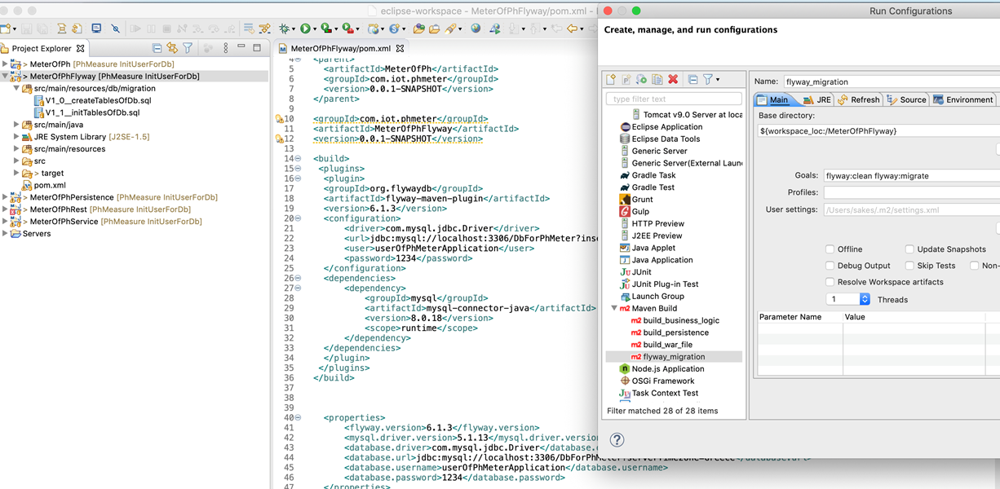 eclipse-workspace - MeterOfPhFlyway/pom.xml -
Project Explorer
> MeterOfPh [PhMeasure InitUserForDb]
> MeterOfPhFlyway [PhMeasure InitUserForDb]
src/main/resources/db/migration
V1_0__createTablesOfDb.sql
V1_1__initTablesOfDb.sql
src/main/java
JRE System Library [J2SE-1.5]
src/main/resources
src
> target
pom.xml
> MeterOfPhPersistence [PhMeasure InitUserForDb]
> MeterOfPhRest [PhMeasure InitUserForDb]
> MeterOfPhService [PhMeasure InitUserForDb]
Servers
MeterOfPhFlyway/pom.xml
4 <parent>
5 <artifactId>MeterOfPh</artifactId>
6 <groupId>com.iot.phmeter</groupId>
7 <version>0.0.1-SNAPSHOT</version>
8 </parent>
9
10 <groupId>com.iot.phmeter</groupId>
11 <artifactId>MeterOfPhFlyway</artifactId>
12 <version>0.0.1-SNAPSHOT</version>
13
14 <build>
15 <plugins>
16 <plugin>
17 <groupId>org.flywaydb</groupId>
18 <artifactId>flyway-maven-plugin</artifactId>
19 <version>6.1.3</version>
20 <configuration>
21 <driver>com.mysql.jdbc.Driver</driver>
22 <url>jdbc:mysql://localhost:3306/DbForPhMeter?inse
23 <user>userOfPhMeterApplication</user>
24 <password>1234</password>
25 </configuration>
26 <dependencies>
27 <dependency>
28 <groupId>mysql</groupId>
29 <artifactId>mysql-connector-java</artifactId>
30 <version>8.0.18</version>
31 <scope>runtime</scope>
32 </dependency>
33 </dependencies>
34 </plugin>
35 </plugins>
36 </build>
37
38
39
40 <properties>
41 <flyway.version>6.1.3</flyway.version>
42 <mysql.driver.version>5.1.13</mysql.driver.version
43 <database.driver>com.mysql.jdbc.Driver</database.d
44 <database.url>jdbc:mysql://localhost:3306/DbForPhMeter?serverTimezone=Greece</database.url>
45 <database.username>userOfPhMeterApplication</database.username>
46 <database.password>1234</database.password>
47 </properties>
Run Configurations
Create, manage, and run configurations
type filter text
Tomcat v9.0 Server at loca
Eclipse Application
Eclipse Data Tools
Generic Server
Generic Server(External Laun
Gradle Task
Gradle Test
Grunt
Gulp
HTTP Preview
J2EE Preview
Java Applet
Java Application
JUnit
JUnit Plug-in Test
Launch Group
m2 Maven Build
m2 build_business_logic
m2 build_persistence
m2 build_war_file
m2 flyway_migration
Node.js Application
OSGi Framework
Task Context Test
Filter matched 28 of 28 items
Name: flyway_migration
Main JRE Refresh Source Environment
Base directory:
${workspace_loc:/MeterOfPhFlyway}
Goals: flyway:clean flyway:migrate
Profiles:
User settings: /Users/sakes/.m2/settings.xml
Offline Update Snapshots
Debug Output Skip Tests Non-
Resolve Workspace artifacts
1 Threads
Parameter Name Value